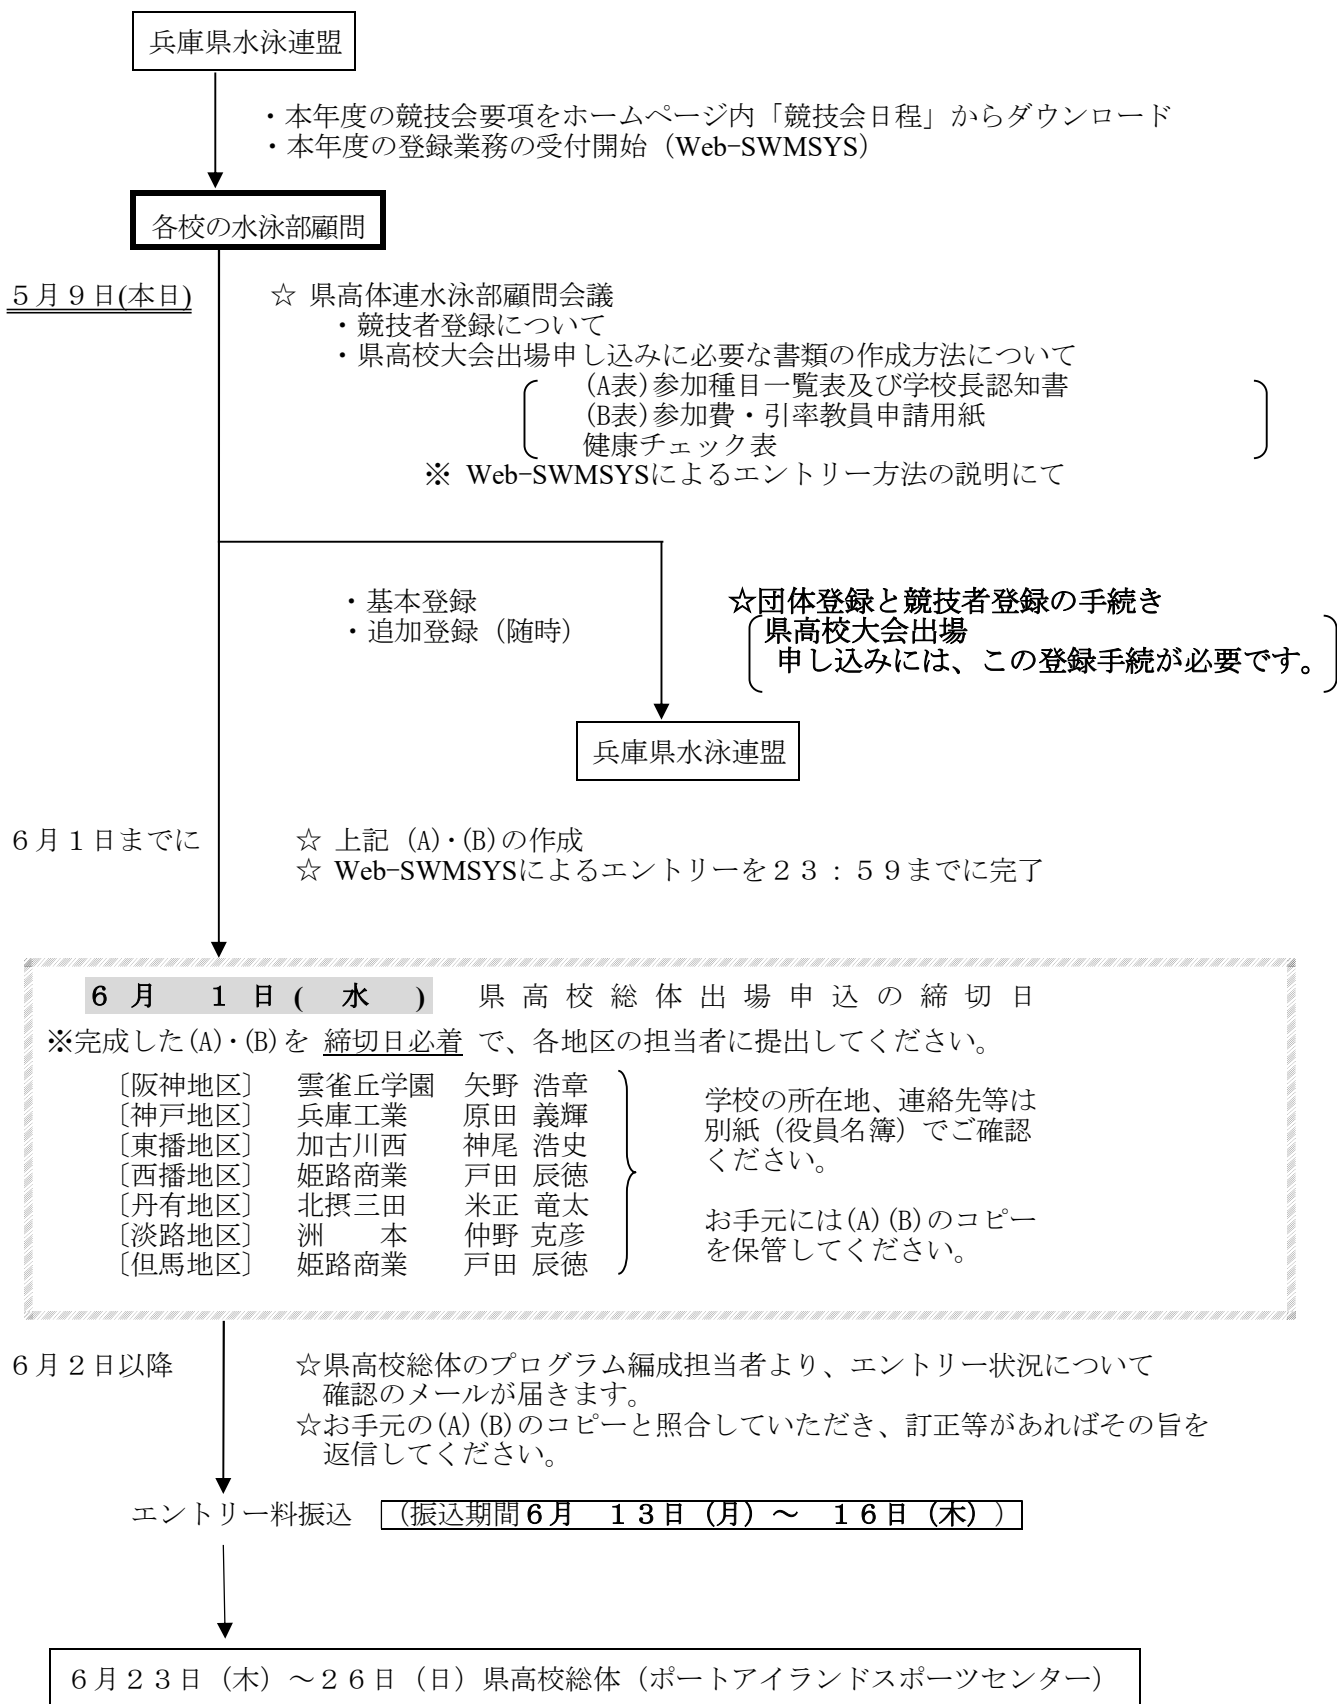 兵庫県水泳連盟
・本年度の競技会要項をホームページ内「競技会日程」からダウンロード
・本年度の登録業務の受付開始（Web-SWMSYS）
各校の水泳部顧問
５月９日(本日)　☆ 県高体連水泳部顧問会議
・競技者登録について
・県高校大会出場申し込みに必要な書類の作成方法について
(A表)参加種目一覧表及び学校長認知書
(B表)参加費・引率教員申請用紙
健康チェック表
※ Web-SWMSYSによるエントリー方法の説明にて
・基本登録　☆団体登録と競技者登録の手続き
・追加登録（随時）　県高校大会出場
申し込みには、この登録手続が必要です。
兵庫県水泳連盟
６月１日までに　☆ 上記 (A)・(B)の作成
☆ Web-SWMSYSによるエントリーを２３：５９までに完了
６月　１日(　水　)　県高校総体出場申込の締切日
※完成した(A)・(B)を 締切日必着 で、各地区の担当者に提出してください。
〔阪神地区〕　雲雀丘学園　矢野 浩章
〔神戸地区〕　兵庫工業　原田 義輝
〔東播地区〕　加古川西　神尾 浩史
〔西播地区〕　姫路商業　戸田 辰徳
〔丹有地区〕　北摂三田　米正 竜太
〔淡路地区〕　洲　　本　仲野 克彦
〔但馬地区〕　姫路商業　戸田 辰徳
学校の所在地、連絡先等は
別紙（役員名簿）でご確認
ください。
お手元には(A)(B)のコピー
を保管してください。
６月２日以降　☆県高校総体のプログラム編成担当者より、エントリー状況について
確認のメールが届きます。
☆お手元の(A)(B)のコピーと照合していただき、訂正等があればその旨を
返信してください。
エントリー料振込　（振込期間６月　１３日（月）～　１６日（木））
６月２３日（木）～２６日（日）県高校総体（ポートアイランドスポーツセンター）